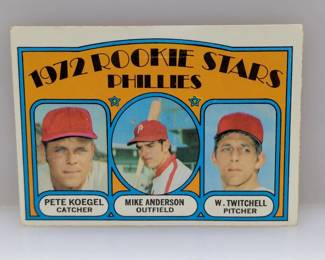 1972 ROOKIE STARS
PHILLIES
PETE KOEGEL
CATCHER
MIKE ANDERSON
OUTFIELD
W. TWITCHELL
PITCHER